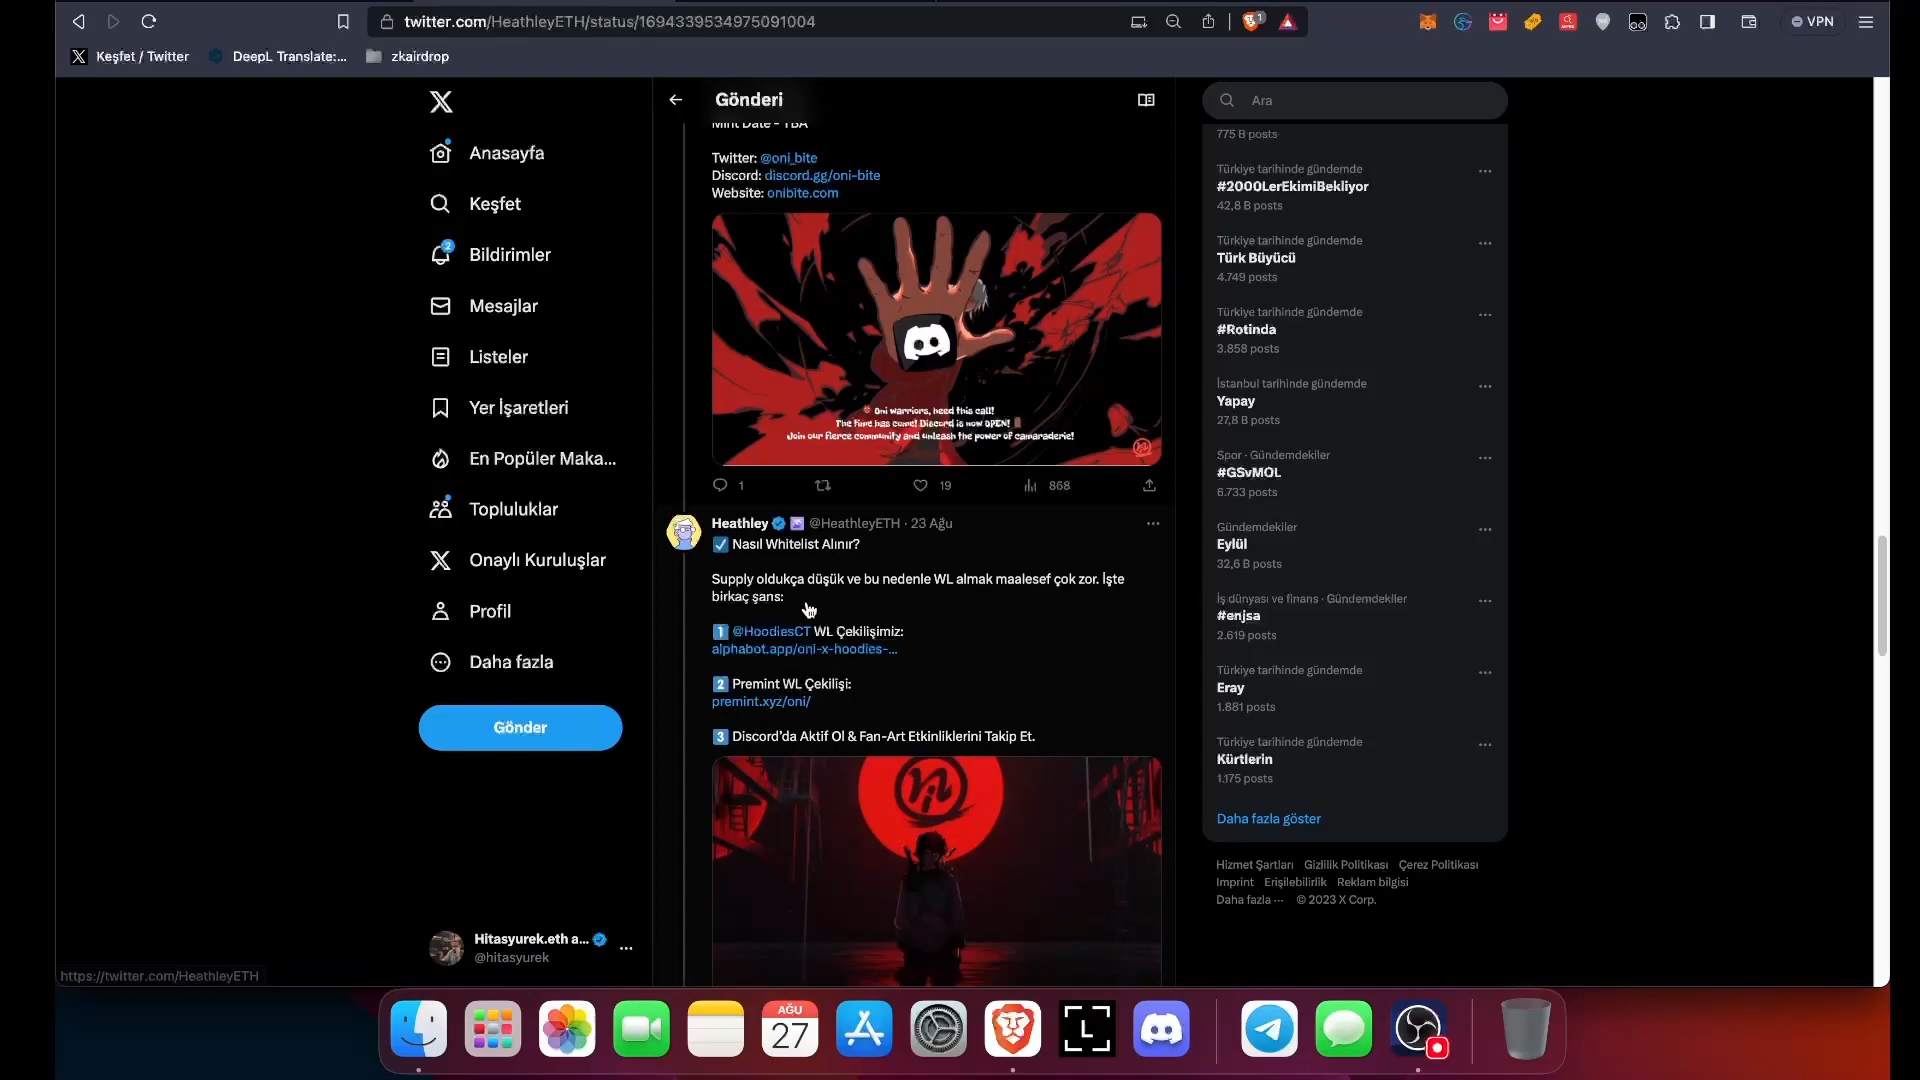 twitter.com/HeathleyETH/status/1694339534975091004
1
VPN
Keşfet / Twitter
DeepL Translate:...
zkairdrop
Anasayfa
Keşfet
2
Bildirimler
Mesajlar
Listeler
Yer İşaretleri
En Popüler Maka...
Topluluklar
Onaylı Kuruluşlar
Profil
Daha fazla
Gönder
Hitasyurek.eth a...
@hitasyurek
https://twitter.com/HeathleyETH
Gönderi
Mint Date - TBA
Twitter: @oni_bite
Discord: discord.gg/oni-bite
Website: onibite.com
Oni warriors, heed this call!
The time has come! Discord is now OPEN!
Join our fierce community and unleash the power of camaraderie!
1
19
868
Heathley @HeathleyETH · 23 Ağu
Nasıl Whitelist Alınır?
Supply oldukça düşük ve bu nedenle WL almak maalesef çok zor. İşte
birkaç şans:
1 @HoodiesCT WL Çekilişimiz:
alphabot.app/oni-x-hoodies-...
2 Premint WL Çekilişi:
premint.xyz/oni/
3 Discord'da Aktif Ol & Fan-Art Etkinliklerini Takip Et.
Ara
775 B posts
Türkiye tarihinde gündemde
#2000LerEkimiBekliyor
42,8 B posts
Türkiye tarihinde gündemde
Türk Büyücü
4.749 posts
Türkiye tarihinde gündemde
#Rotinda
3.858 posts
İstanbul tarihinde gündemde
Yapay
27,8 B posts
Spor · Gündemdekiler
#GSvMOL
6.733 posts
Gündemdekiler
Eylül
32,6 B posts
İş dünyası ve finans · Gündemdekiler
#enjsa
2.619 posts
Türkiye tarihinde gündemde
Eray
1.881 posts
Türkiye tarihinde gündemde
Kürtlerin
1.175 posts
Daha fazla göster
Hizmet Şartları Gizlilik Politikası Çerez Politikası
Imprint Erişilebilirlik Reklam bilgisi
Daha fazla ··· © 2023 X Corp.
AĞU
27
L